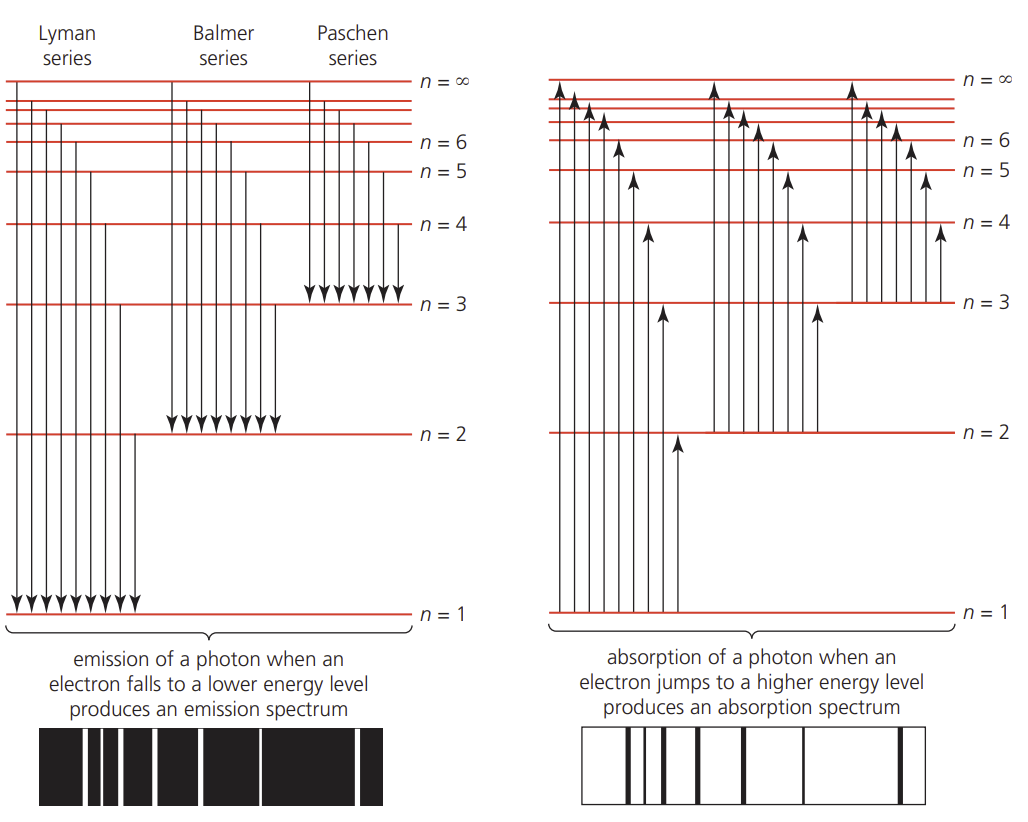 Lyman series
Balmer series
Paschen series
n = ∞
n = 6
n = 5
n = 4
n = 3
n = 2
n = 1
emission of a photon when an
electron falls to a lower energy level
produces an emission spectrum
n = ∞
n = 6
n = 5
n = 4
n = 3
n = 2
n = 1
absorption of a photon when an
electron jumps to a higher energy level
produces an absorption spectrum